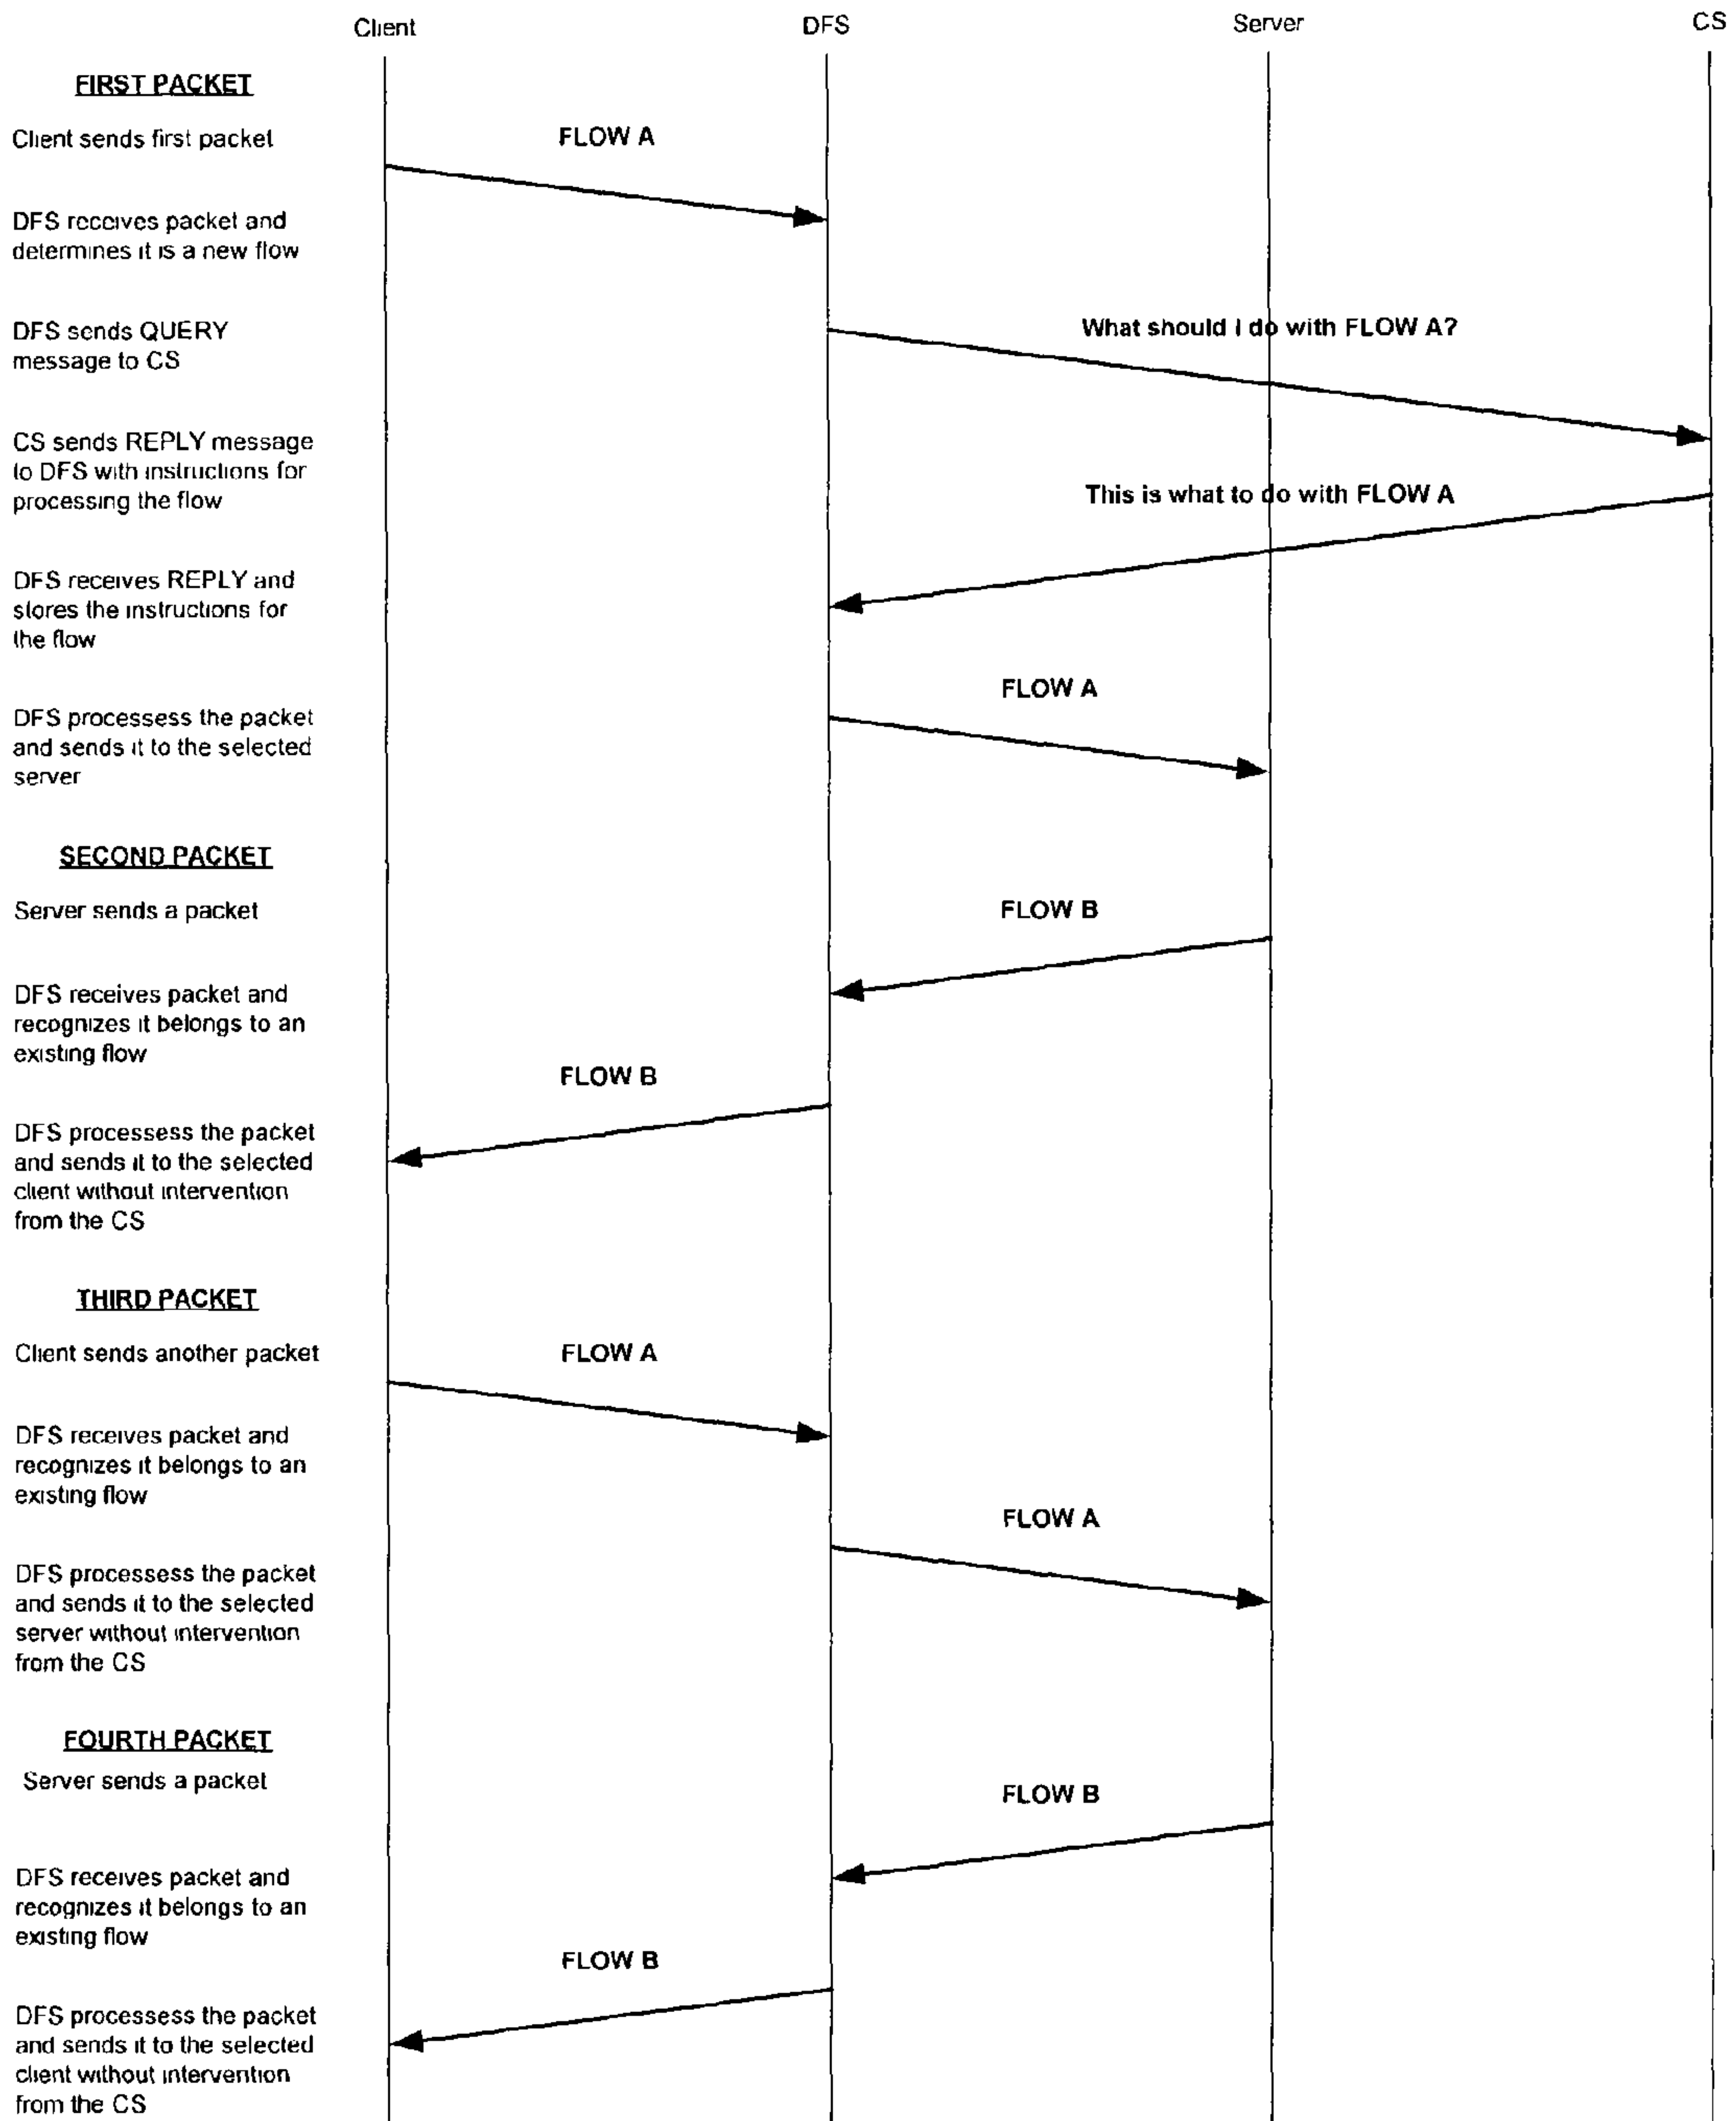 Client DFS Server CS
FIRST PACKET
Client sends first packet
FLOW A
DFS receives packet and
determines it is a new flow
DFS sends QUERY
message to CS
What should I do with FLOW A?
CS sends REPLY message
to DFS with instructions for
processing the flow
This is what to do with FLOW A
DFS receives REPLY and
stores the instructions for
the flow
FLOW A
DFS processess the packet
and sends it to the selected
server
SECOND PACKET
Server sends a packet
FLOW B
DFS receives packet and
recognizes it belongs to an
existing flow
FLOW B
DFS processess the packet
and sends it to the selected
client without intervention
from the CS
THIRD PACKET
Client sends another packet
FLOW A
DFS receives packet and
recognizes it belongs to an
existing flow
FLOW A
DFS processess the packet
and sends it to the selected
server without intervention
from the CS
FOURTH PACKET
Server sends a packet
FLOW B
DFS receives packet and
recognizes it belongs to an
existing flow
FLOW B
DFS processess the packet
and sends it to the selected
client without intervention
from the CS